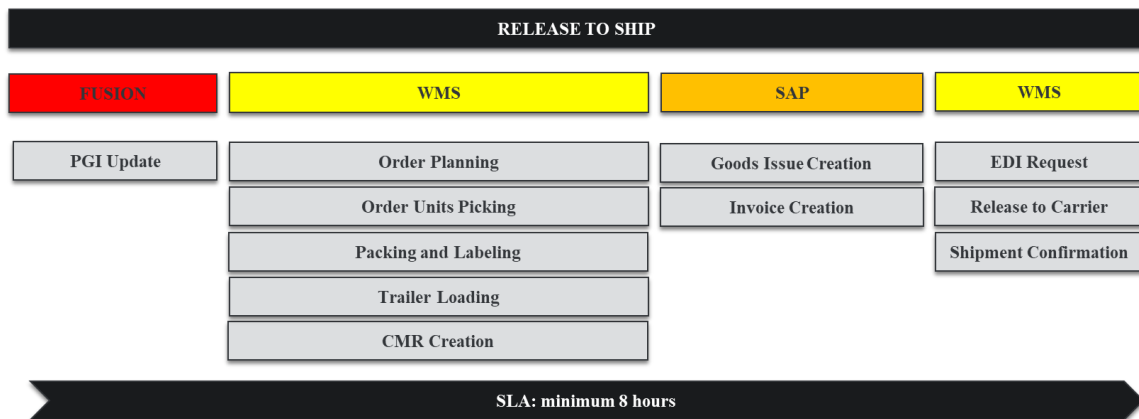 RELEASE TO SHIP
FUSION
WMS
SAP
WMS
PGI Update
Order Planning
Order Units Picking
Packing and Labeling
Trailer Loading
CMR Creation
Goods Issue Creation
Invoice Creation
EDI Request
Release to Carrier
Shipment Confirmation
SLA: minimum 8 hours